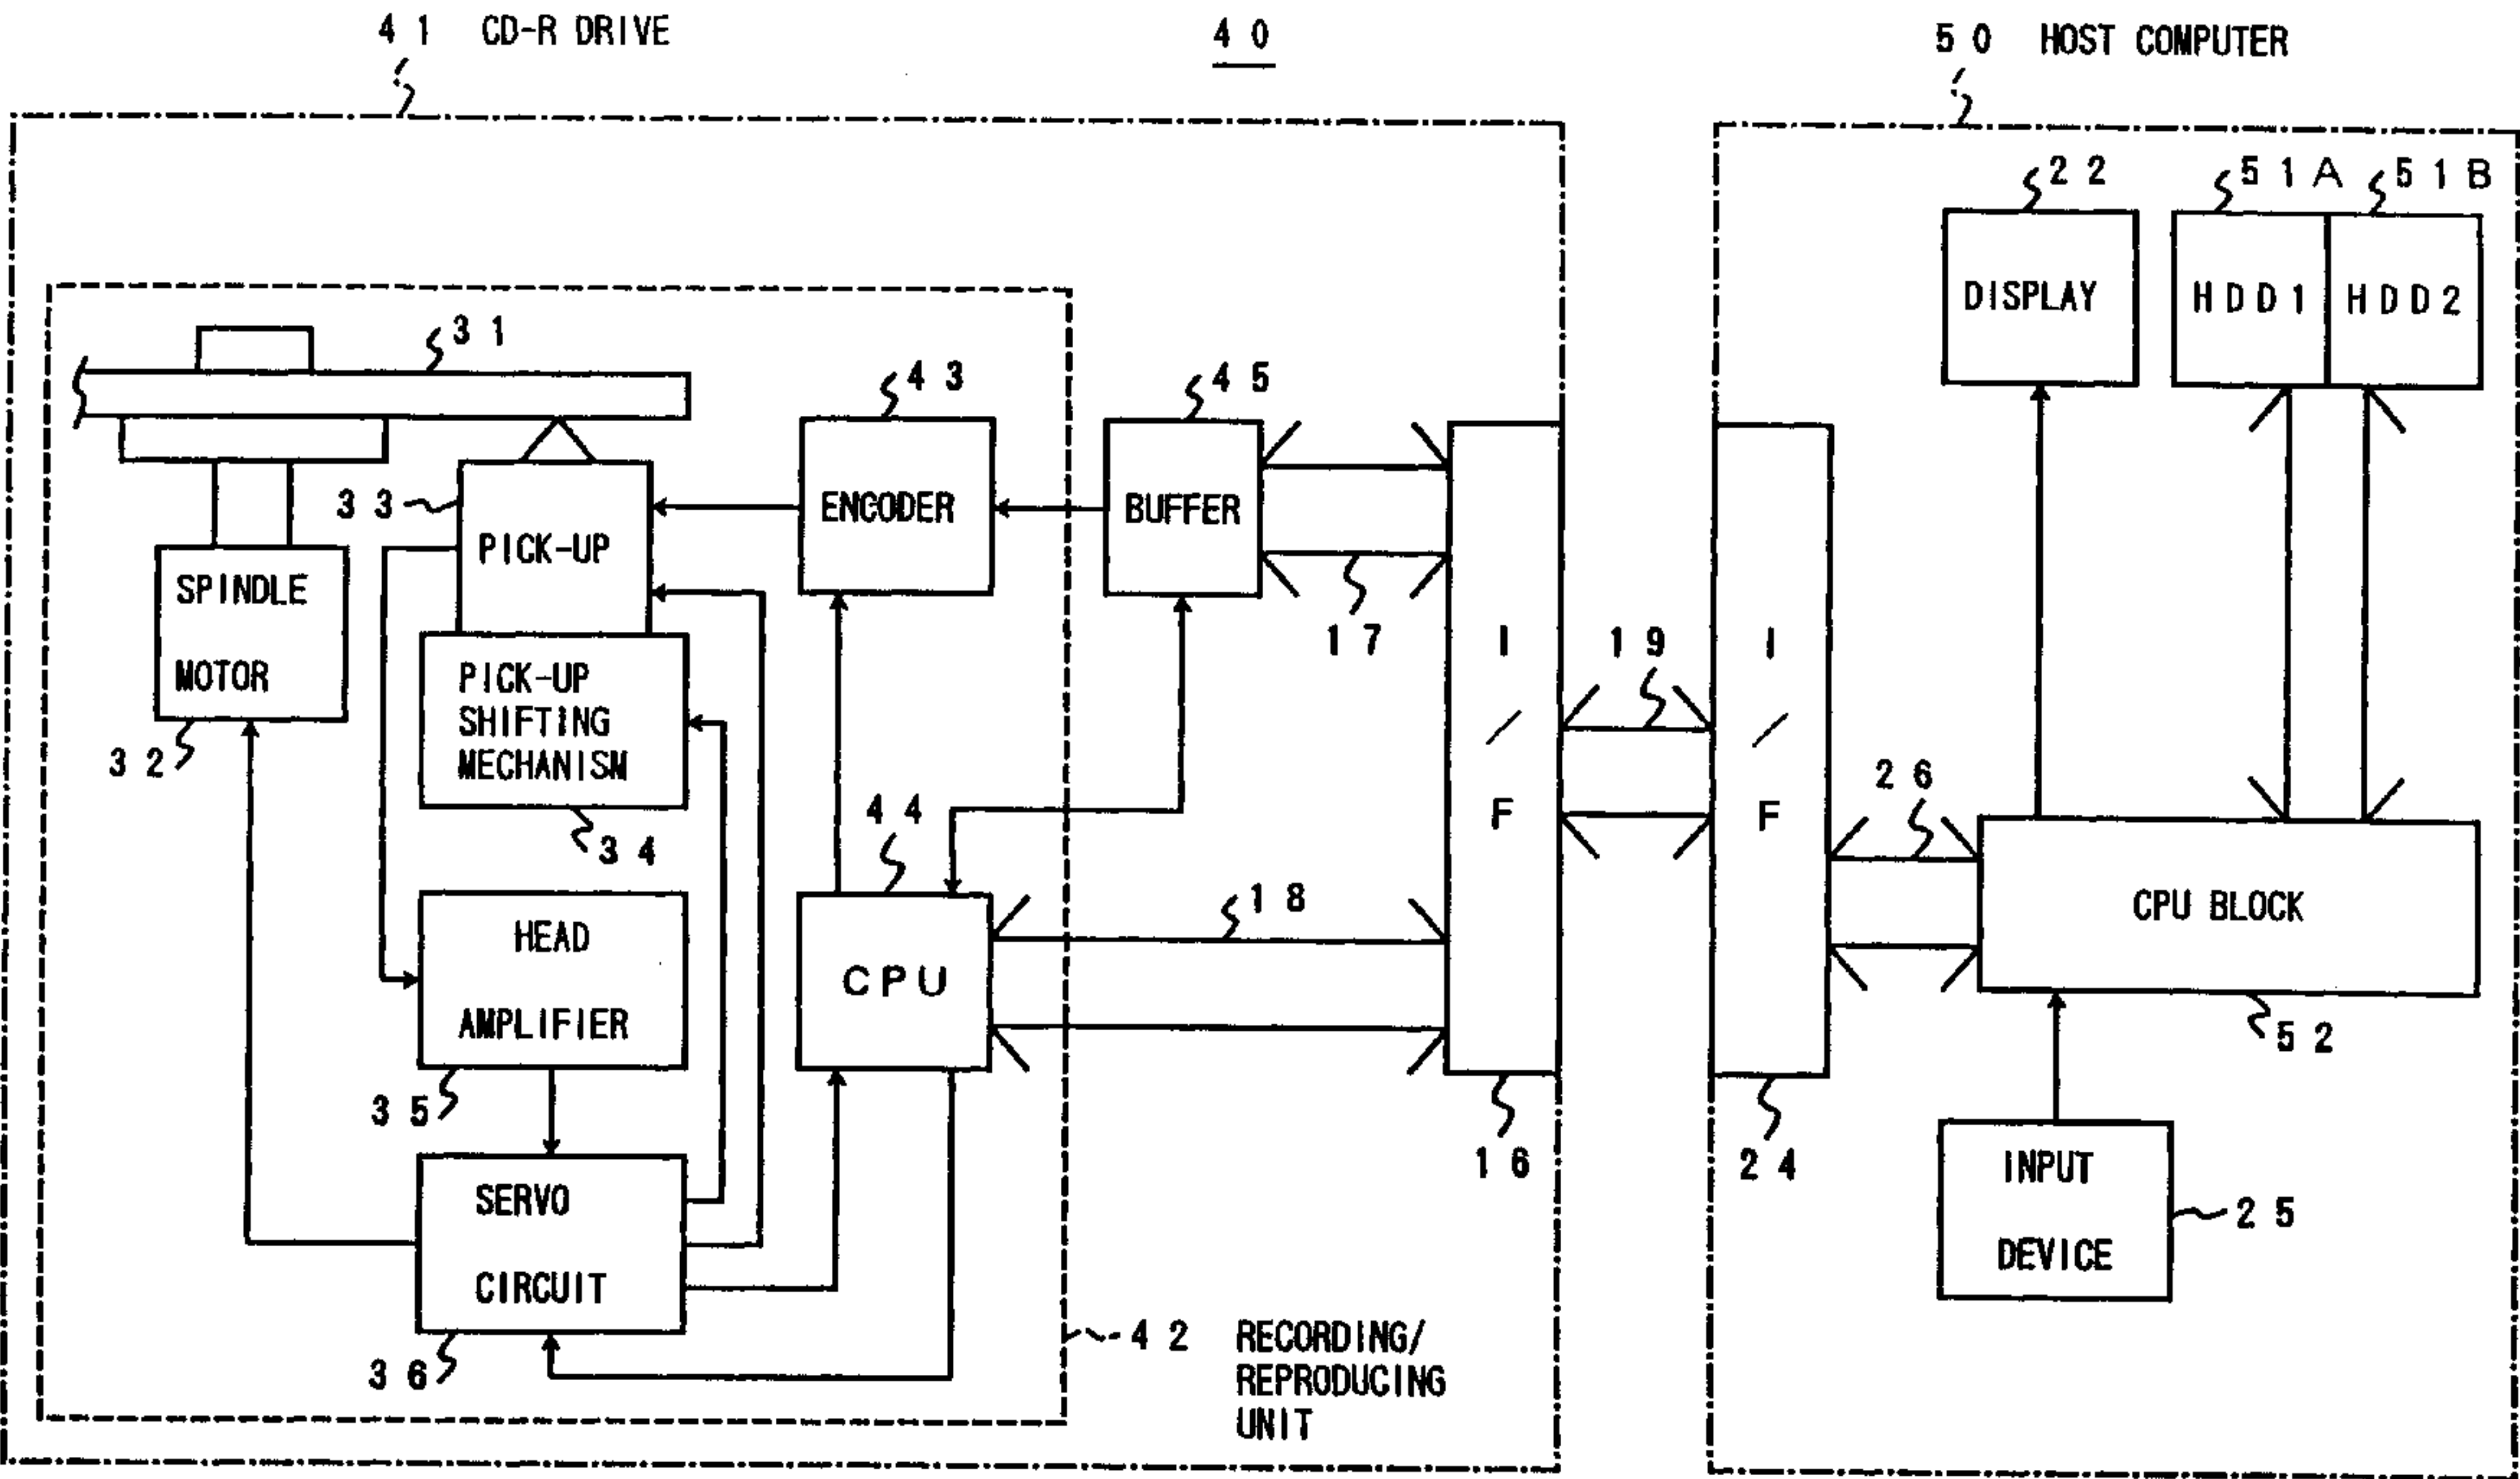 41 CD-R DRIVE
40
50 HOST COMPUTER
22
51A
51B
DISPLAY
HDD1
HDD2
31
43
45
33
PICK-UP
ENCODER
BUFFER
SPINDLE
MOTOR
32
PICK-UP
SHIFTING
MECHANISM
34
17
I/F
19
I/F
26
44
18
CPU BLOCK
52
HEAD
AMPLIFIER
35
CPU
16
24
INPUT
DEVICE
25
SERVO
CIRCUIT
36
42 RECORDING/
REPRODUCING
UNIT